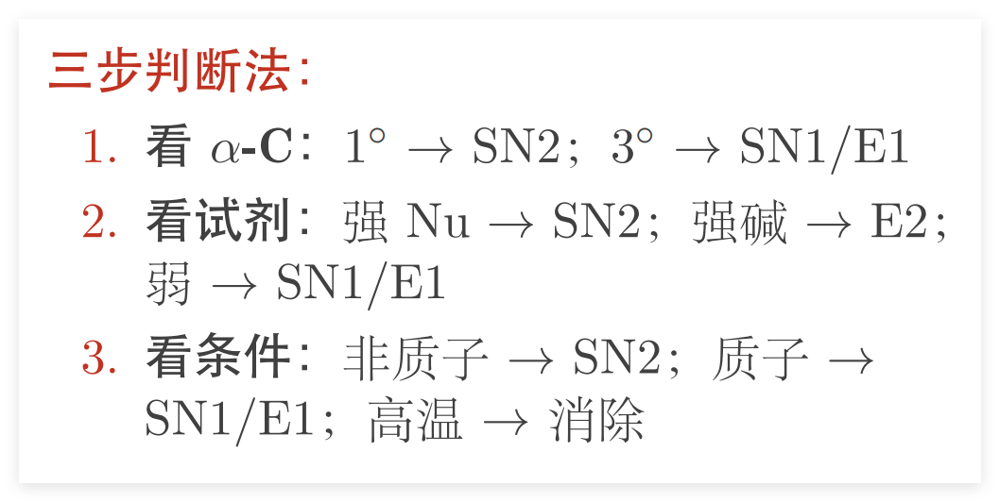 三步判断法：
1. 看 α-C：1° → SN2；3° → SN1/E1
2. 看试剂：强 Nu → SN2；强碱 → E2；
弱 → SN1/E1
3. 看条件：非质子 → SN2；质子 →
SN1/E1；高温 → 消除